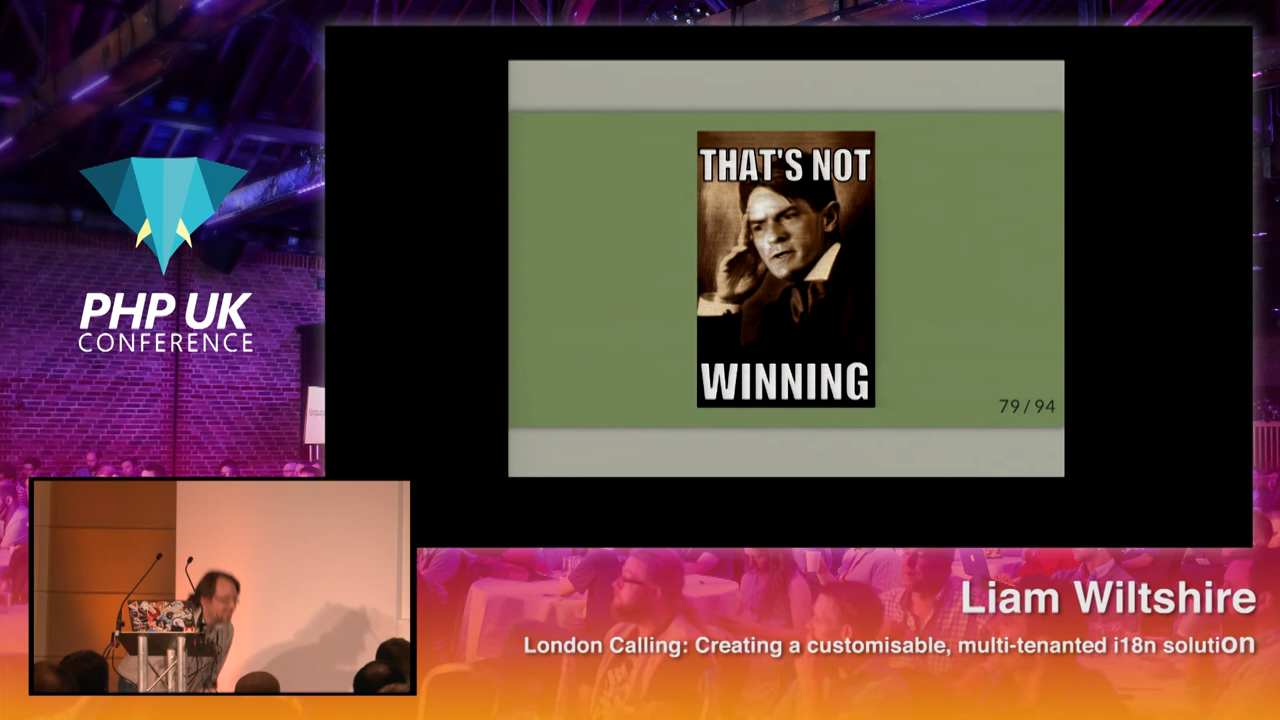 PHP UK
CONFERENCE
THAT'S NOT
WINNING
79/94
Liam Wiltshire
London Calling: Creating a customisable, multi-tenanted i18n solution